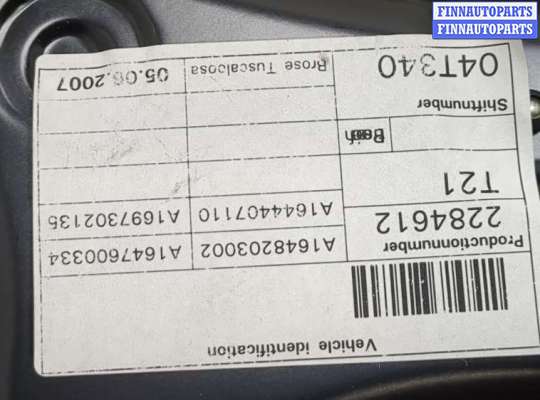 FINNAUTOPARTS
FINNAUTOPARTS
Vehicle identification
Productionnumber
2284612
T21
Shiftnumber
04T340
A1648203002 A1647600334
A1644407110 A1697302135
Brose Tuscaloosa 05.06.2007